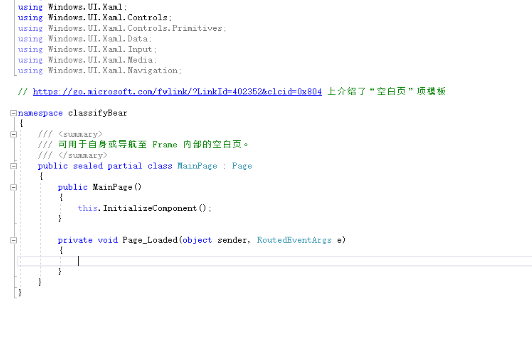 using Windows.UI.Xaml;
using Windows.UI.Xaml.Controls;
using Windows.UI.Xaml.Controls.Primitives;
using Windows.UI.Xaml.Data;
using Windows.UI.Xaml.Input;
using Windows.UI.Xaml.Media;
using Windows.UI.Xaml.Navigation;
// https://go.microsoft.com/fwlink/?LinkId=402352&clcid=0x804 上介绍了“空白页”项模板
namespace classifyBear
{
/// <summary>
/// 可用于自身或导航至 Frame 内部的空白页。
/// </summary>
public sealed partial class MainPage : Page
{
public MainPage()
{
this.InitializeComponent();
}
private void Page_Loaded(object sender, RoutedEventArgs e)
{
}
}
}